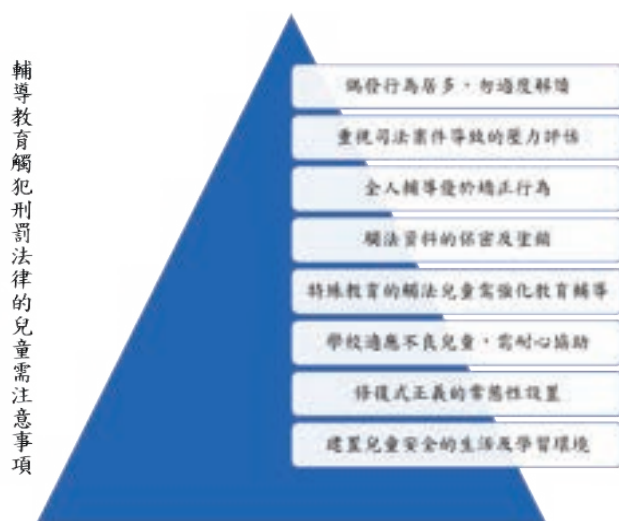 輔導教育觸犯刑罰法律的兒童需注意事項
偶發行為居多，勿過度解讀
重視司法案件導致的壓力評估
全人輔導優於矯正行為
觸法資料的保密及塗銷
特殊教育的觸法兒童需強化教育輔導
學校適應不良兒童，需耐心協助
修復式正義的常態性設置
建置兒童安全的生活及學習環境